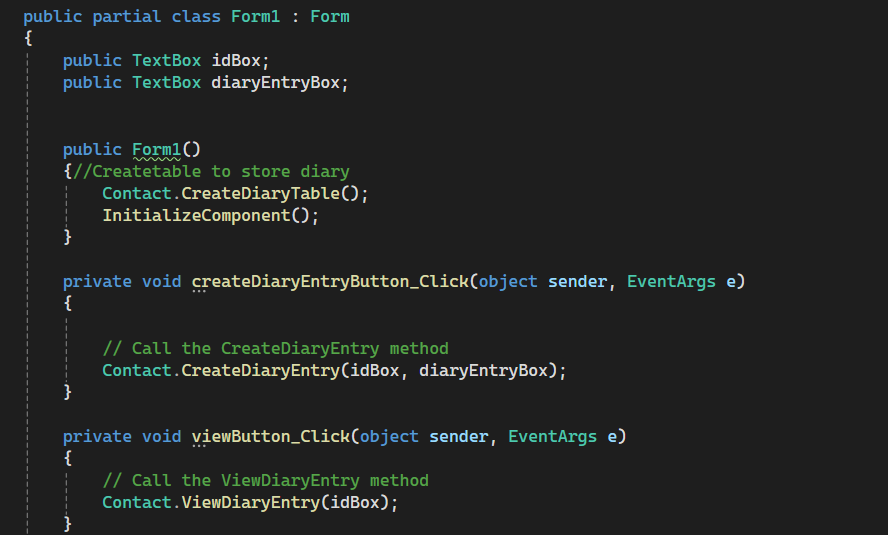 public partial class Form1 : Form
{
public TextBox idBox;
public TextBox diaryEntryBox;
public Form1()
{//Createtable to store diary
Contact.CreateDiaryTable();
InitializeComponent();
}
private void createDiaryEntryButton_Click(object sender, EventArgs e)
{
// Call the CreateDiaryEntry method
Contact.CreateDiaryEntry(idBox, diaryEntryBox);
}
private void viewButton_Click(object sender, EventArgs e)
{
// Call the ViewDiaryEntry method
Contact.ViewDiaryEntry(idBox);
}